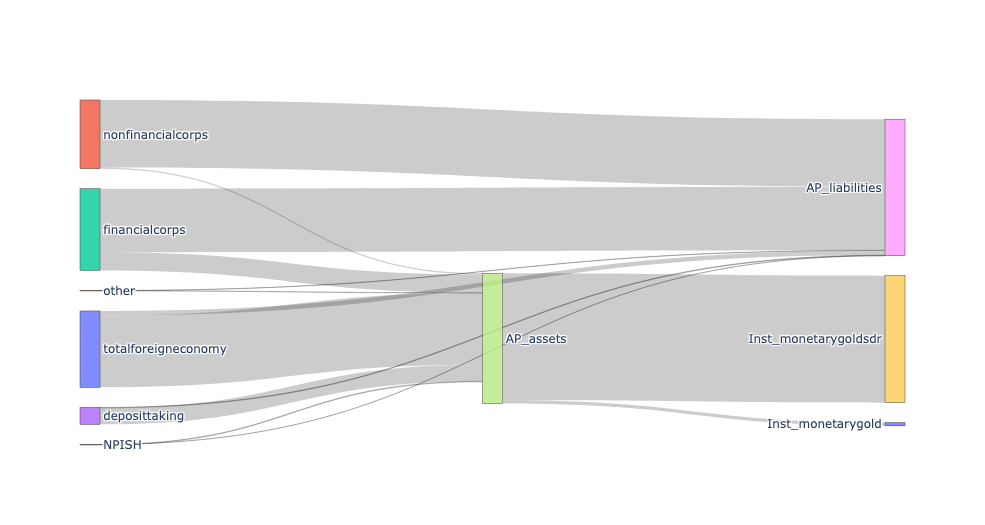 nonfinancialcorps
AP_liabilities
financialcorps
other
AP_assets
Inst_monetarygoldsdr
totalforeigneconomy
deposittaking
Inst_monetarygold
NPISH